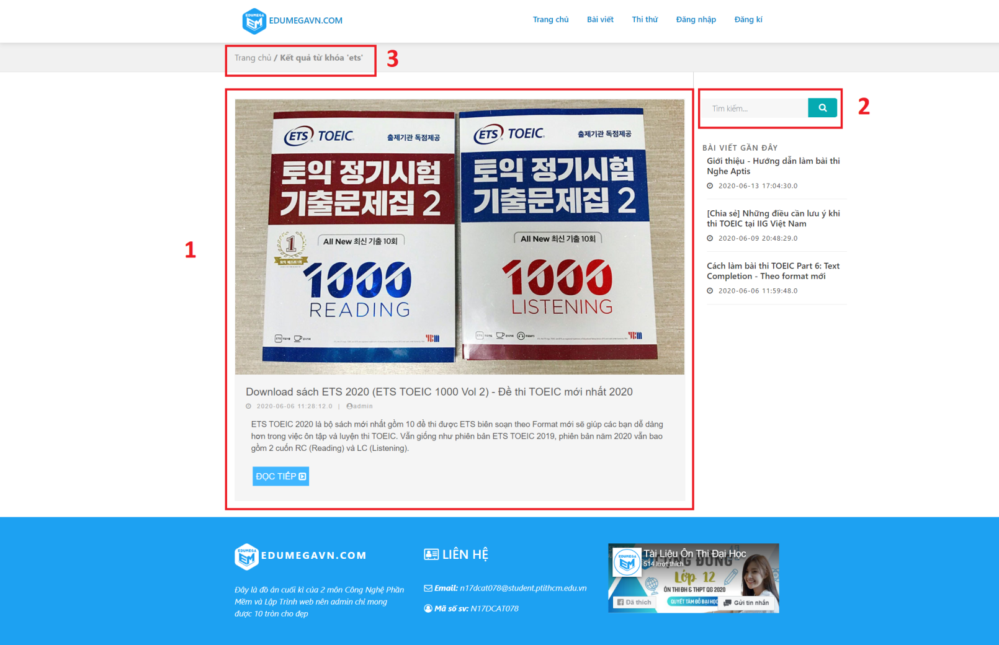 EDUMEGA
EM
EDUMEGAVN.COM
Trang chủ
Bài viết
Thi thử
Đăng nhập
Đăng kí
Trang chủ / Kết quả từ khóa 'ets'
3
1
ETS TOEIC.
출제기관 독점제공
토익 정기시험
기출문제집 2
All New 최신 기출 10회
1
1000
READING
ETS
YBM
ETS TOEIC.
출제기관 독점제공
토익 정기시험
기출문제집 2
All New 최신 기출 10회
1000
LISTENING
ETS
YBM
Download sách ETS 2020 (ETS TOEIC 1000 Vol 2) - Đề thi TOEIC mới nhất 2020
2020-06-06 11:28:12.0 | admin
ETS TOEIC 2020 là bộ sách mới nhất gồm 10 đề thi được ETS biên soạn theo Format mới sẽ giúp các bạn dễ dàng
hơn trong việc ôn tập và luyện thi TOEIC. Vẫn giống như phiên bản ETS TOEIC 2019, phiên bản năm 2020 vẫn bao
gồm 2 cuốn RC (Reading) và LC (Listening).
ĐỌC TIẾP
Tìm kiếm...
2
BÀI VIẾT GẦN ĐÂY
Giới thiệu - Hướng dẫn làm bài thi
Nghe Aptis
2020-06-13 17:04:30.0
[Chia sẻ] Những điều cần lưu ý khi
thi TOEIC tại IIG Việt Nam
2020-06-09 20:48:29.0
Cách làm bài thi TOEIC Part 6: Text
Completion - Theo format mới
2020-06-06 11:59:48.0
EDUMEGA
EM
EDUMEGAVN.COM
Đây là đồ án cuối kì của 2 môn Công Nghệ Phần
Mềm và Lập Trình web nên admin chỉ mong
được 10 tròn cho đẹp
LIÊN HỆ
Email: n17dcat078@student.ptithcm.edu.vn
Mã số sv: N17DCAT078
EDUMEGA
EM
Tài Liệu Ôn Thi Đại Học
514 lượt thích
CỘNG ĐỒNG
Lớp 12
ÔN THI ĐH & THPT QG 2020
QUYẾT TÂM ĐỖ ĐẠI HỌC
Đã thích
Gửi tin nhắn